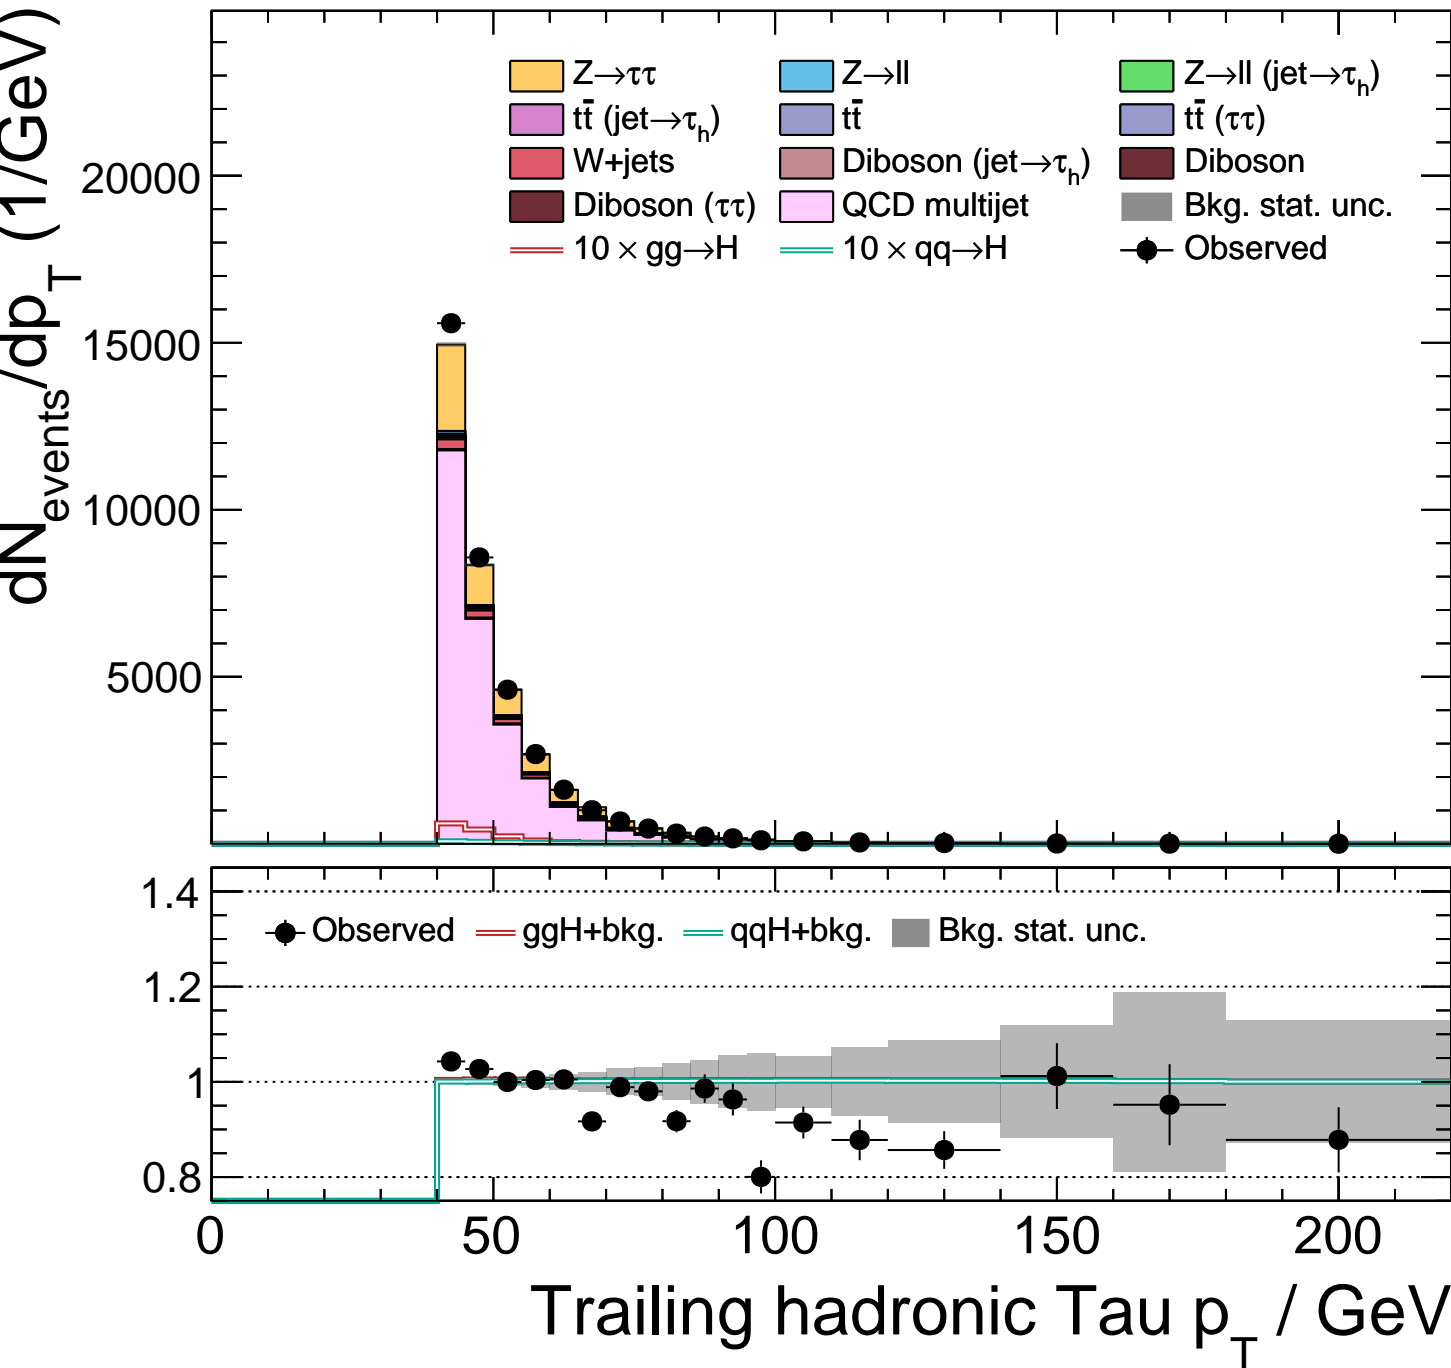 dN_events/dp_T (1/GeV)
Z→ττ Z→ll Z→ll (jet→τ_h)
tt̄ (jet→τ_h) tt̄ tt̄ (ττ)
W+jets Diboson (jet→τ_h) Diboson
Diboson (ττ) QCD multijet Bkg. stat. unc.
10 × gg→H 10 × qq→H Observed
20000
15000
10000
5000
1.4
Observed ggH+bkg. qqH+bkg. Bkg. stat. unc.
1.2
1
0.8
0 50 100 150 200
Trailing hadronic Tau p_T / GeV